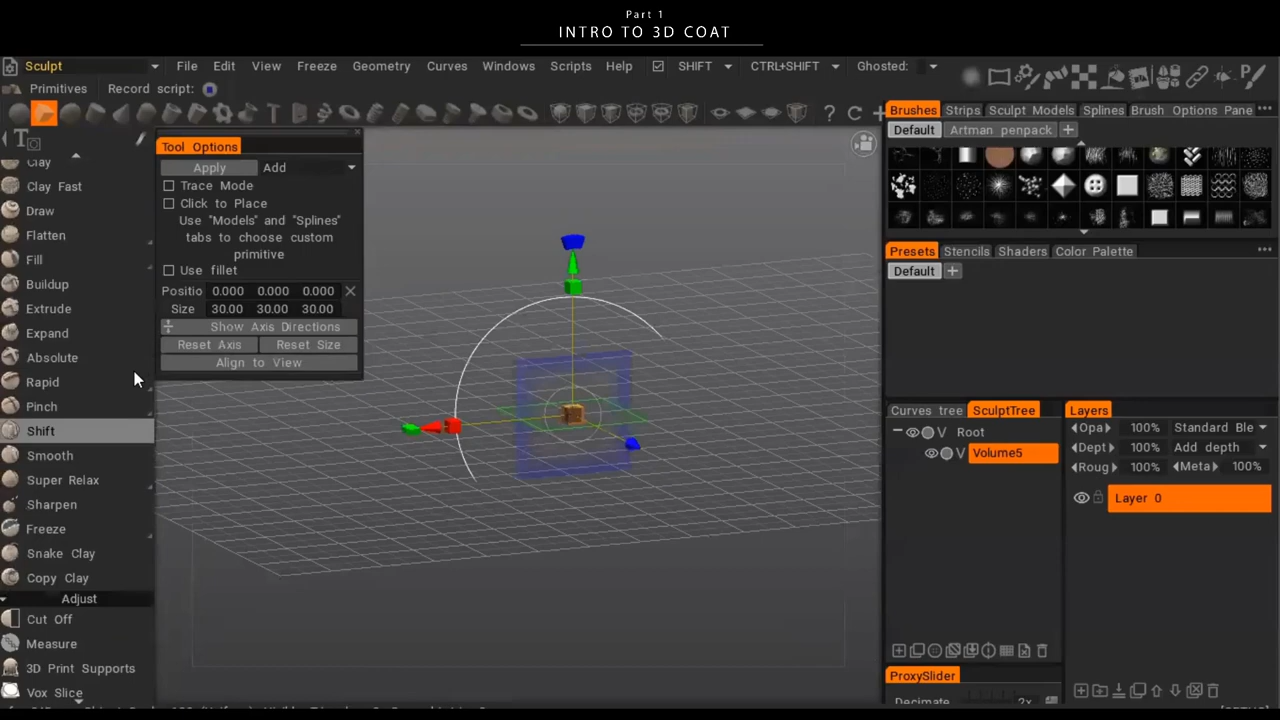 Part 1
INTRO TO 3D COAT
Sculpt
File Edit View Freeze Geometry Curves Windows Scripts Help SHIFT CTRL+SHIFT Ghosted:
Primitives Record script:
Tool Options
Apply Add
Trace Mode
Click to Place
Use "Models" and "Splines"
tabs to choose custom
primitive
Use fillet
Positio 0.000 0.000 0.000
Size 30.00 30.00 30.00
Show Axis Directions
Reset Axis Reset Size
Align to View
Clay
Clay Fast
Draw
Flatten
Fill
Buildup
Extrude
Expand
Absolute
Rapid
Pinch
Shift
Smooth
Super Relax
Sharpen
Freeze
Snake Clay
Copy Clay
Adjust
Cut Off
Measure
3D Print Supports
Vox Slice
Brushes Strips Sculpt Models Splines Brush Options Pane
Default Artman penpack
Presets Stencils Shaders Color Palette
Default
Curves tree SculptTree
V Root
V Volume5
Layers
Opa 100% Standard Ble
Dept 100% Add depth
Roug 100% Meta 100%
Layer 0
ProxySlider
Decimate 2x